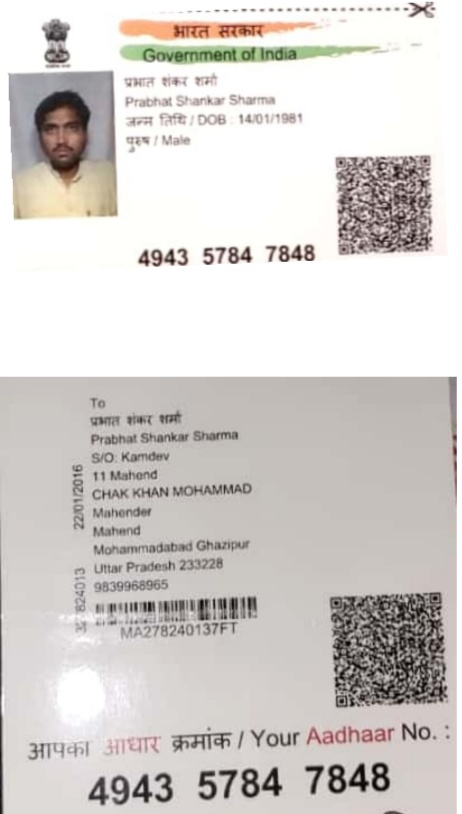 भारत सरकार
Government of India
प्रभात शंकर शर्मा
Prabhat Shankar Sharma
जन्म तिथि / DOB : 14/01/1981
पुरुष / Male
4943 5784 7848
To
प्रभात शंकर शर्मा
Prabhat Shankar Sharma
S/O: Kamdev
11 Mahend
CHAK KHAN MOHAMMAD
Mahender
Mahend
Mohammadabad Ghazipur
Uttar Pradesh 233228
9839968965
22/01/2016
MA278240137FT
आपका आधार क्रमांक / Your Aadhaar No. :
4943 5784 7848